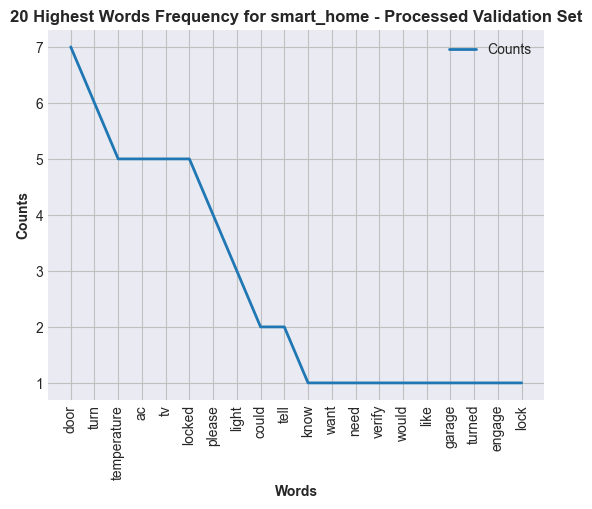 20 Highest Words Frequency for smart_home - Processed Validation Set
Counts
7
6
5
4
3
2
1
Counts
door
turn
temperature
ac
tv
locked
please
light
could
tell
know
want
need
verify
would
like
garage
turned
engage
lock
Words